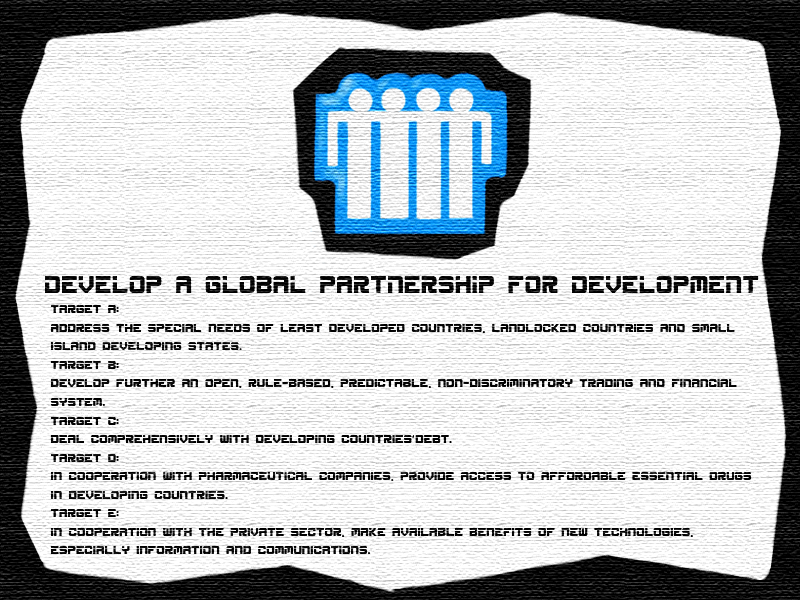 DEVELOP A GLOBAL PARTNERSHIP FOR DEVELOPMENT
TARGET A:
ADDRESS THE SPECIAL NEEDS OF LEAST DEVELOPED COUNTRIES, LANDLOCKED COUNTRIES AND SMALL
ISLAND DEVELOPING STATES.
TARGET B:
DEVELOP FURTHER AN OPEN, RULE-BASED, PREDICTABLE, NON-DISCRIMINATORY TRADING AND FINANCIAL
SYSTEM.
TARGET C:
DEAL COMPREHENSIVELY WITH DEVELOPING COUNTRIES'DEBT.
TARGET D:
IN COOPERATION WITH PHARMACEUTICAL COMPANIES, PROVIDE ACCESS TO AFFORDABLE ESSENTIAL DRUGS
IN DEVELOPING COUNTRIES.
TARGET E:
IN COOPERATION WITH THE PRIVATE SECTOR, MAKE AVAILABLE BENEFITS OF NEW TECHNOLOGIES,
ESPECIALLY INFORMATION AND COMMUNICATIONS.